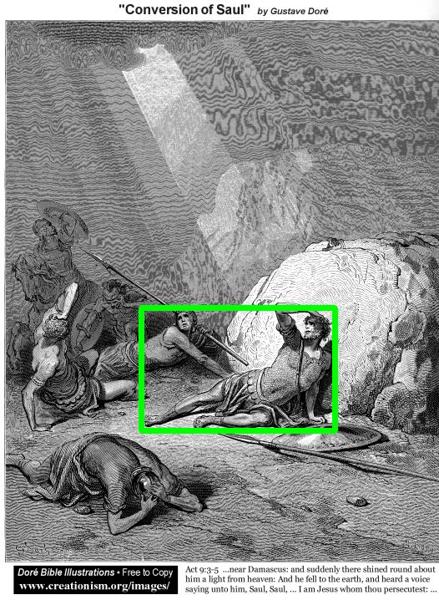 "Conversion of Saul" by Gustave Doré
Doré Bible Illustrations • Free to Copy
www.creationism.org/images/
Act 9:3-5 ...near Damascus: and suddenly there shined round about
him a light from heaven: And he fell to the earth, and heard a voice
saying unto him, Saul, Saul, ... I am Jesus whom thou persecutest: ...